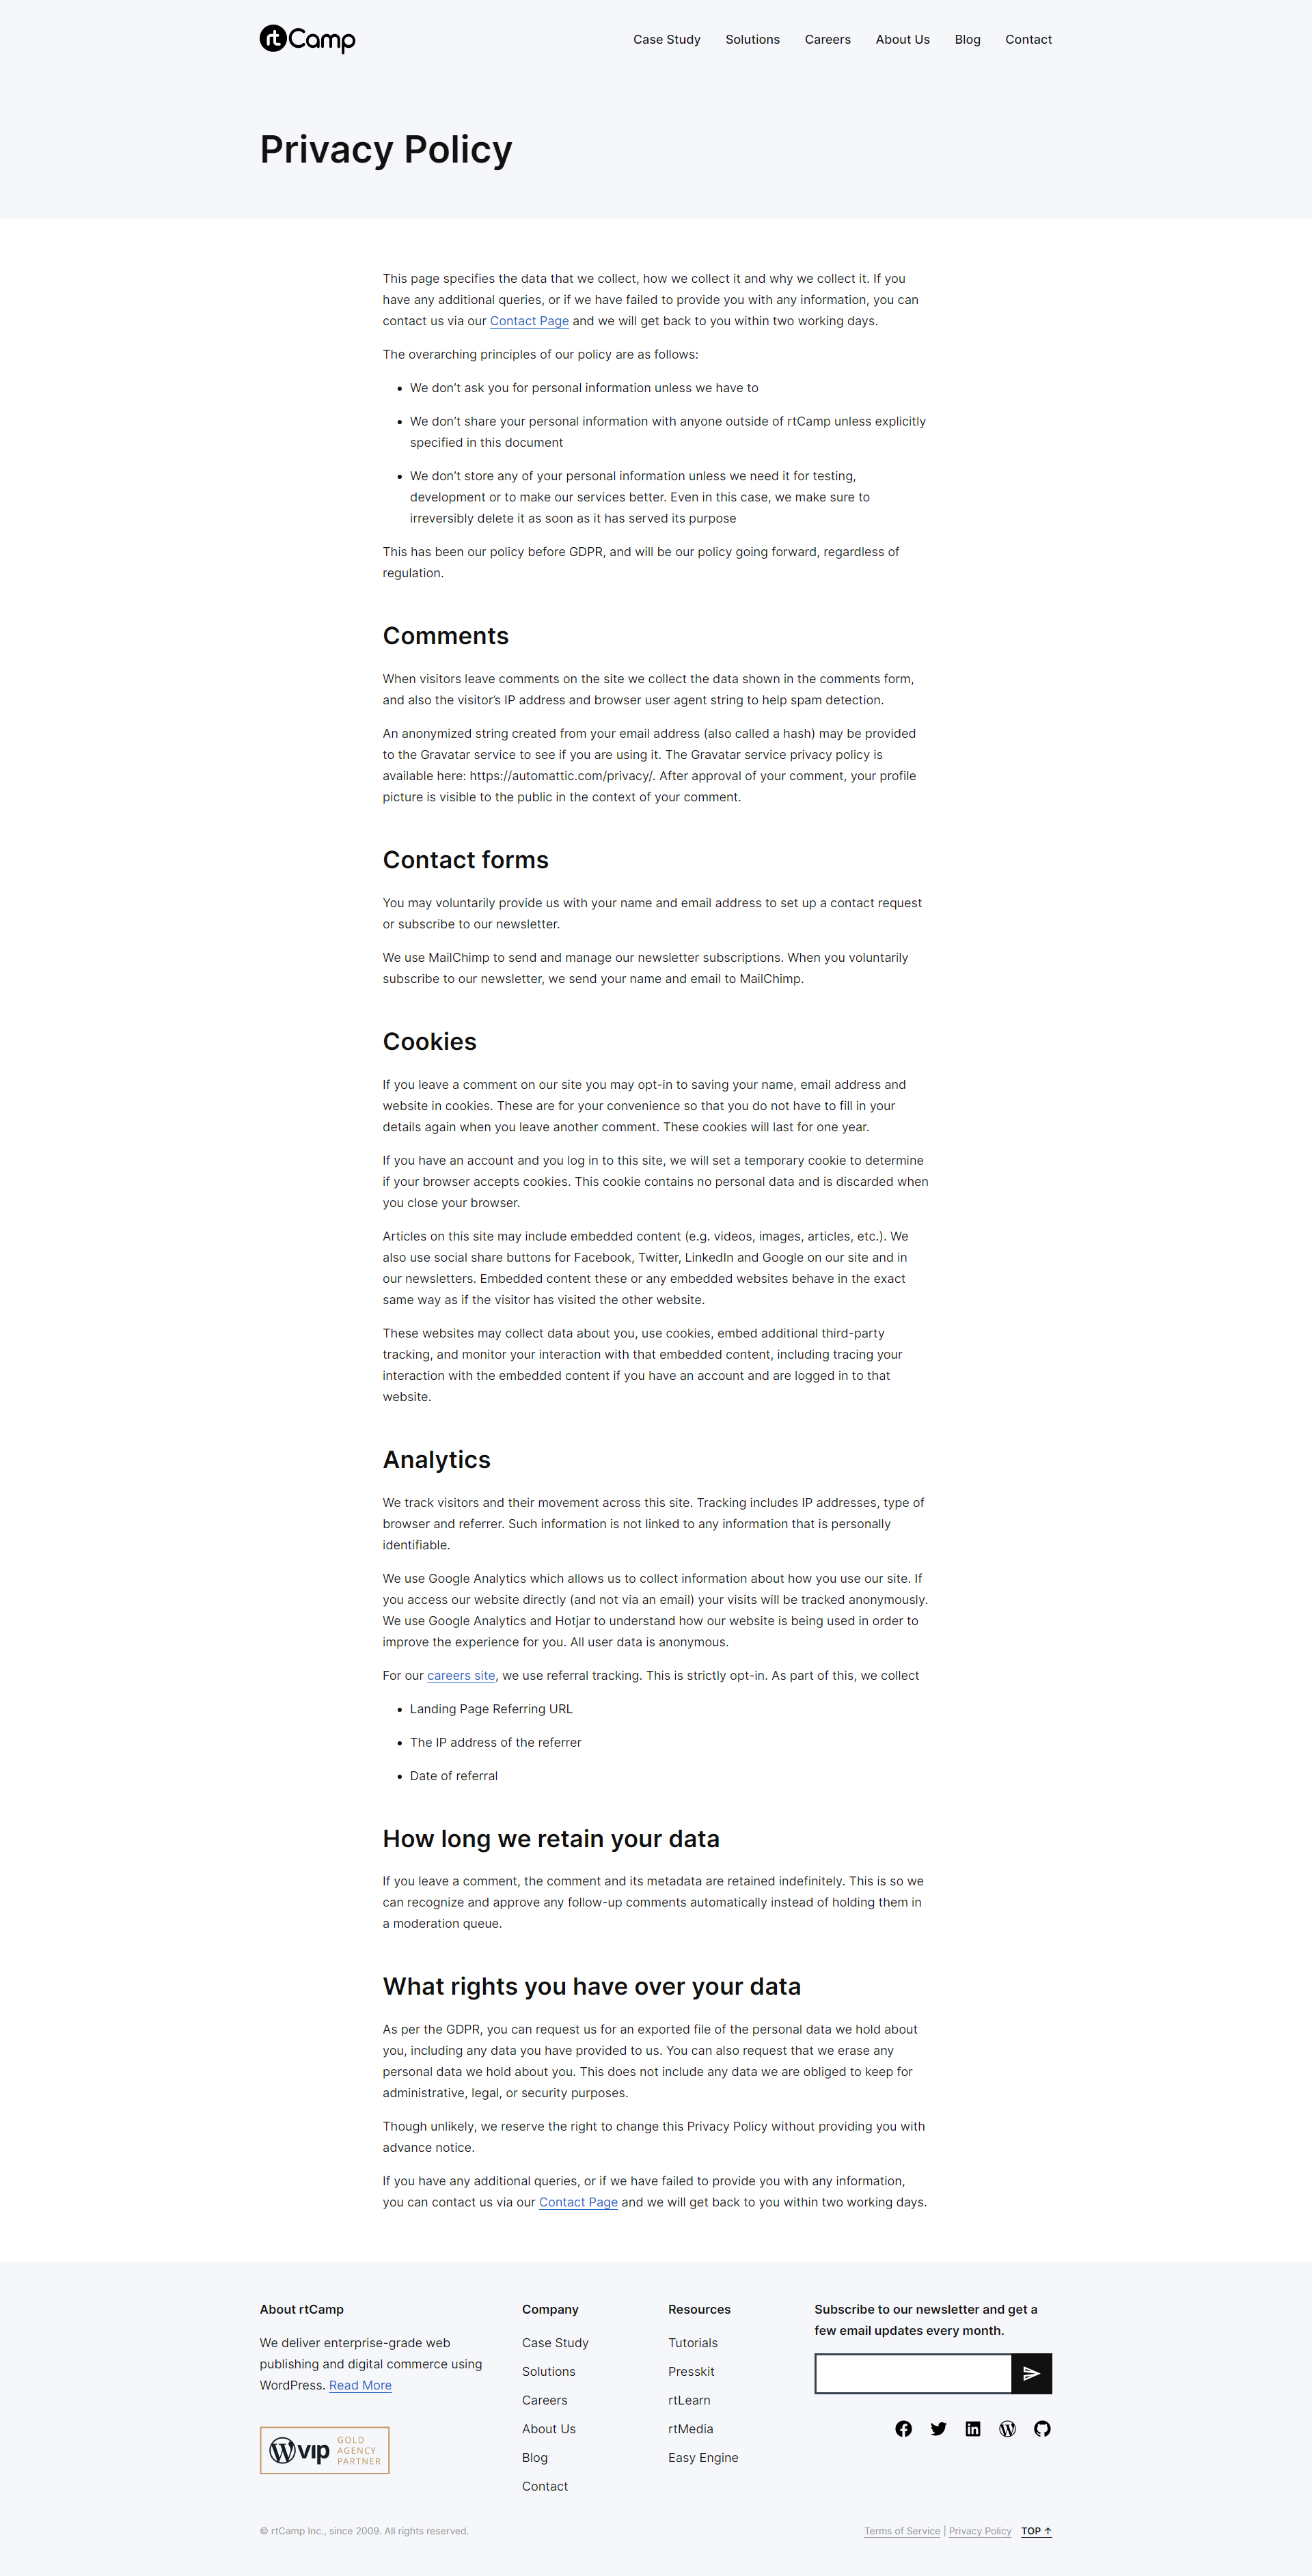 rtCamp
Case Study Solutions Careers About Us Blog Contact
Privacy Policy
This page specifies the data that we collect, how we collect it and why we collect it. If you
have any additional queries, or if we have failed to provide you with any information, you can
contact us via our Contact Page and we will get back to you within two working days.
The overarching principles of our policy are as follows:
• We don’t ask you for personal information unless we have to
• We don’t share your personal information with anyone outside of rtCamp unless explicitly
specified in this document
• We don’t store any of your personal information unless we need it for testing,
development or to make our services better. Even in this case, we make sure to
irreversibly delete it as soon as it has served its purpose
This has been our policy before GDPR, and will be our policy going forward, regardless of
regulation.
Comments
When visitors leave comments on the site we collect the data shown in the comments form,
and also the visitor’s IP address and browser user agent string to help spam detection.
An anonymized string created from your email address (also called a hash) may be provided
to the Gravatar service to see if you are using it. The Gravatar service privacy policy is
available here: https://automattic.com/privacy/. After approval of your comment, your profile
picture is visible to the public in the context of your comment.
Contact forms
You may voluntarily provide us with your name and email address to set up a contact request
or subscribe to our newsletter.
We use MailChimp to send and manage our newsletter subscriptions. When you voluntarily
subscribe to our newsletter, we send your name and email to MailChimp.
Cookies
If you leave a comment on our site you may opt-in to saving your name, email address and
website in cookies. These are for your convenience so that you do not have to fill in your
details again when you leave another comment. These cookies will last for one year.
If you have an account and you log in to this site, we will set a temporary cookie to determine
if your browser accepts cookies. This cookie contains no personal data and is discarded when
you close your browser.
Articles on this site may include embedded content (e.g. videos, images, articles, etc.). We
also use social share buttons for Facebook, Twitter, LinkedIn and Google on our site and in
our newsletters. Embedded content these or any embedded websites behave in the exact
same way as if the visitor has visited the other website.
These websites may collect data about you, use cookies, embed additional third-party
tracking, and monitor your interaction with that embedded content, including tracing your
interaction with the embedded content if you have an account and are logged in to that
website.
Analytics
We track visitors and their movement across this site. Tracking includes IP addresses, type of
browser and referrer. Such information is not linked to any information that is personally
identifiable.
We use Google Analytics which allows us to collect information about how you use our site. If
you access our website directly (and not via an email) your visits will be tracked anonymously.
We use Google Analytics and Hotjar to understand how our website is being used in order to
improve the experience for you. All user data is anonymous.
For our careers site, we use referral tracking. This is strictly opt-in. As part of this, we collect
• Landing Page Referring URL
• The IP address of the referrer
• Date of referral
How long we retain your data
If you leave a comment, the comment and its metadata are retained indefinitely. This is so we
can recognize and approve any follow-up comments automatically instead of holding them in
a moderation queue.
What rights you have over your data
As per the GDPR, you can request us for an exported file of the personal data we hold about
you, including any data you have provided to us. You can also request that we erase any
personal data we hold about you. This does not include any data we are obliged to keep for
administrative, legal, or security purposes.
Though unlikely, we reserve the right to change this Privacy Policy without providing you with
advance notice.
If you have any additional queries, or if we have failed to provide you with any information,
you can contact us via our Contact Page and we will get back to you within two working days.
About rtCamp
We deliver enterprise-grade web
publishing and digital commerce using
WordPress. Read More
W vip
GOLD
AGENCY
PARTNER
Company
Case Study
Solutions
Careers
About Us
Blog
Contact
Resources
Tutorials
Presskit
rtLearn
rtMedia
Easy Engine
Subscribe to our newsletter and get a
few email updates every month.
© rtCamp Inc., since 2009. All rights reserved.
Terms of Service | Privacy Policy TOP ↑